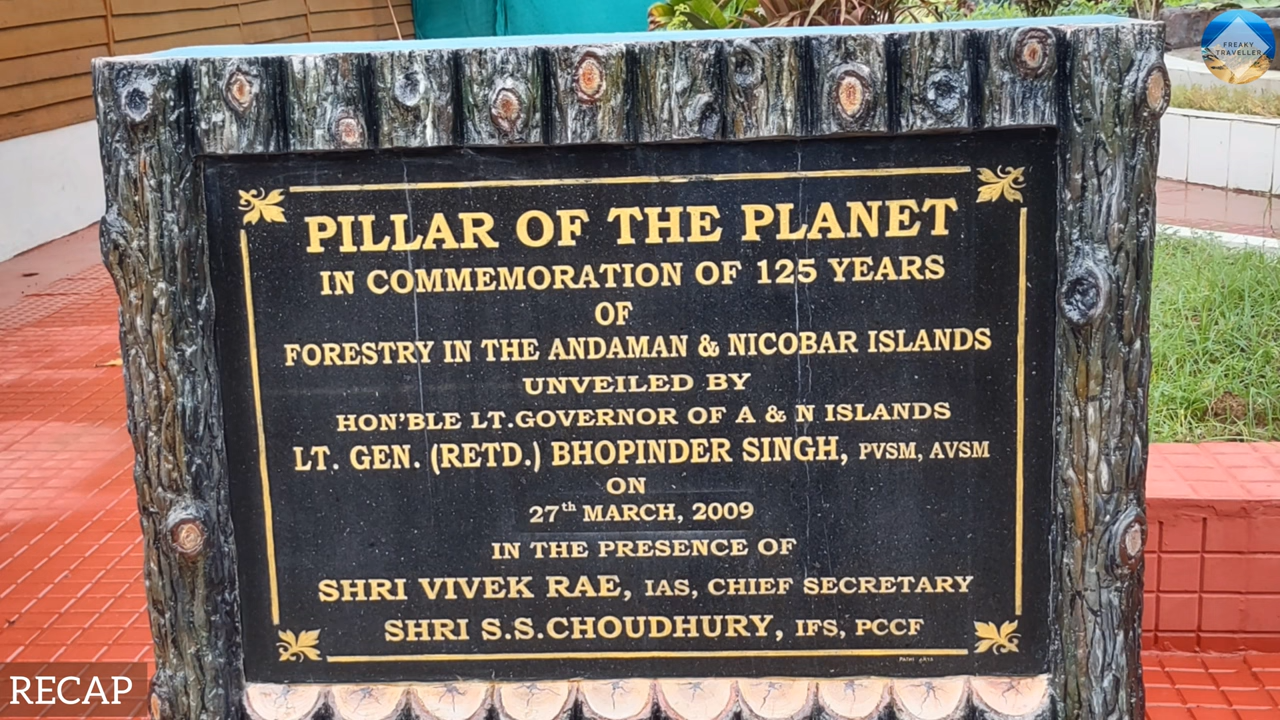 FREAKY
TRAVELLER
PILLAR OF THE PLANET
IN COMMEMORATION OF 125 YEARS
OF
FORESTRY IN THE ANDAMAN & NICOBAR ISLANDS
UNVEILED BY
HON'BLE LT.GOVERNOR OF A & N ISLANDS
LT. GEN. (RETD.) BHOPINDER SINGH, PVSM, AVSM
ON
27th MARCH, 2009
IN THE PRESENCE OF
SHRI VIVEK RAE, IAS, CHIEF SECRETARY
SHRI S.S.CHOUDHURY, IFS, PCCF
RECAP